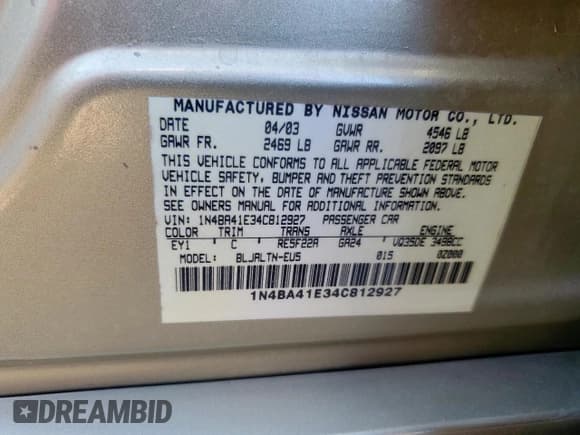 MANUFACTURED BY NISSAN MOTOR CO., LTD.
DATE 04/03 GVWR 4546 LB
GAWR FR. 2469 LB GAWR RR. 2097 LB
THIS VEHICLE CONFORMS TO ALL APPLICABLE FEDERAL MOTOR
VEHICLE SAFETY, BUMPER AND THEFT PREVENTION STANDARDS
IN EFFECT ON THE DATE OF MANUFACTURE SHOWN ABOVE.
SEE OWNERS MANUAL FOR ADDITIONAL INFORMATION.
VIN: 1N4BA41E34C812927 PASSENGER CAR
COLOR TRIM TRANS AXLE ENGINE
EY1 C RE5F22A GA24 VQ35DE 3498CC
MODEL: BLJALTN-EU5 015 0Z000
1N4BA41E34C812927
DREAMBID